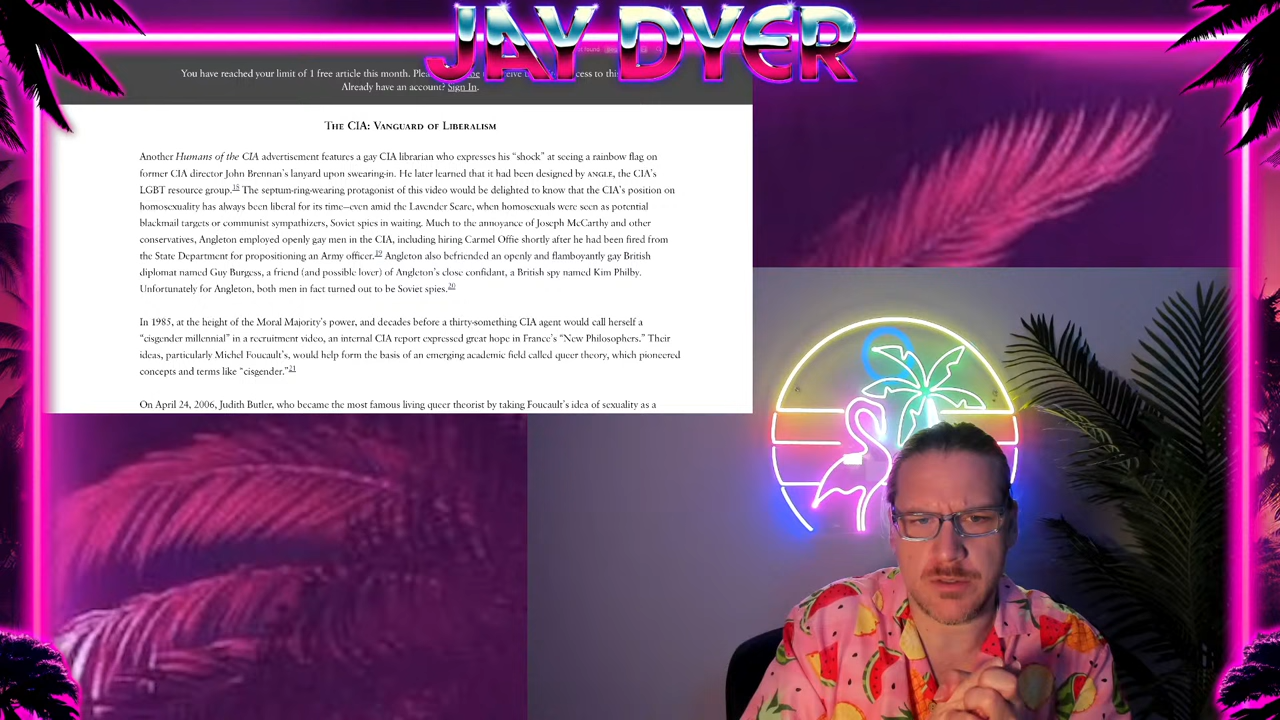 JAY DYER
You have reached your limit of 1 free article this month. 
Already have an account? Sign In.
The CIA: Vanguard of Liberalism
Another Humans of the CIA advertisement features a gay CIA librarian who expresses his “shock” at seeing a rainbow flag on
former CIA director John Brennan’s lanyard upon swearing-in. He later learned that it had been designed by ANGLE, the CIA’s
LGBT resource group.18 The septum-ring-wearing protagonist of this video would be delighted to know that the CIA’s position on
homosexuality has always been liberal for its time—even amid the Lavender Scare, when homosexuals were seen as potential
blackmail targets or communist sympathizers, Soviet spies in waiting. Much to the annoyance of Joseph McCarthy and other
conservatives, Angleton employed openly gay men in the CIA, including hiring Carmel Offie shortly after he had been fired from
the State Department for propositioning an Army officer.19 Angleton also befriended an openly and flamboyantly gay British
diplomat named Guy Burgess, a friend (and possible lover) of Angleton’s close confidant, a British spy named Kim Philby.
Unfortunately for Angleton, both men in fact turned out to be Soviet spies.20
In 1985, at the height of the Moral Majority’s power, and decades before a thirty-something CIA agent would call herself a
“cisgender millennial” in a recruitment video, an internal CIA report expressed great hope in France’s “New Philosophers.” Their
ideas, particularly Michel Foucault’s, would help form the basis of an emerging academic field called queer theory, which pioneered
concepts and terms like “cisgender.”21
On April 24, 2006, Judith Butler, who became the most famous living queer theorist by taking Foucault’s idea of sexuality as a